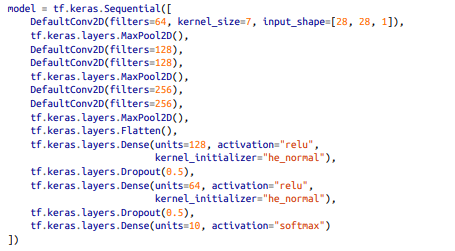 model = tf.keras.Sequential([
    DefaultConv2D(filters=64, kernel_size=7, input_shape=[28, 28, 1]),
    tf.keras.layers.MaxPool2D(),
    DefaultConv2D(filters=128),
    DefaultConv2D(filters=128),
    tf.keras.layers.MaxPool2D(),
    DefaultConv2D(filters=256),
    DefaultConv2D(filters=256),
    tf.keras.layers.MaxPool2D(),
    tf.keras.layers.Flatten(),
    tf.keras.layers.Dense(units=128, activation="relu",
                          kernel_initializer="he_normal"),
    tf.keras.layers.Dropout(0.5),
    tf.keras.layers.Dense(units=64, activation="relu",
                          kernel_initializer="he_normal"),
    tf.keras.layers.Dropout(0.5),
    tf.keras.layers.Dense(units=10, activation="softmax")
])